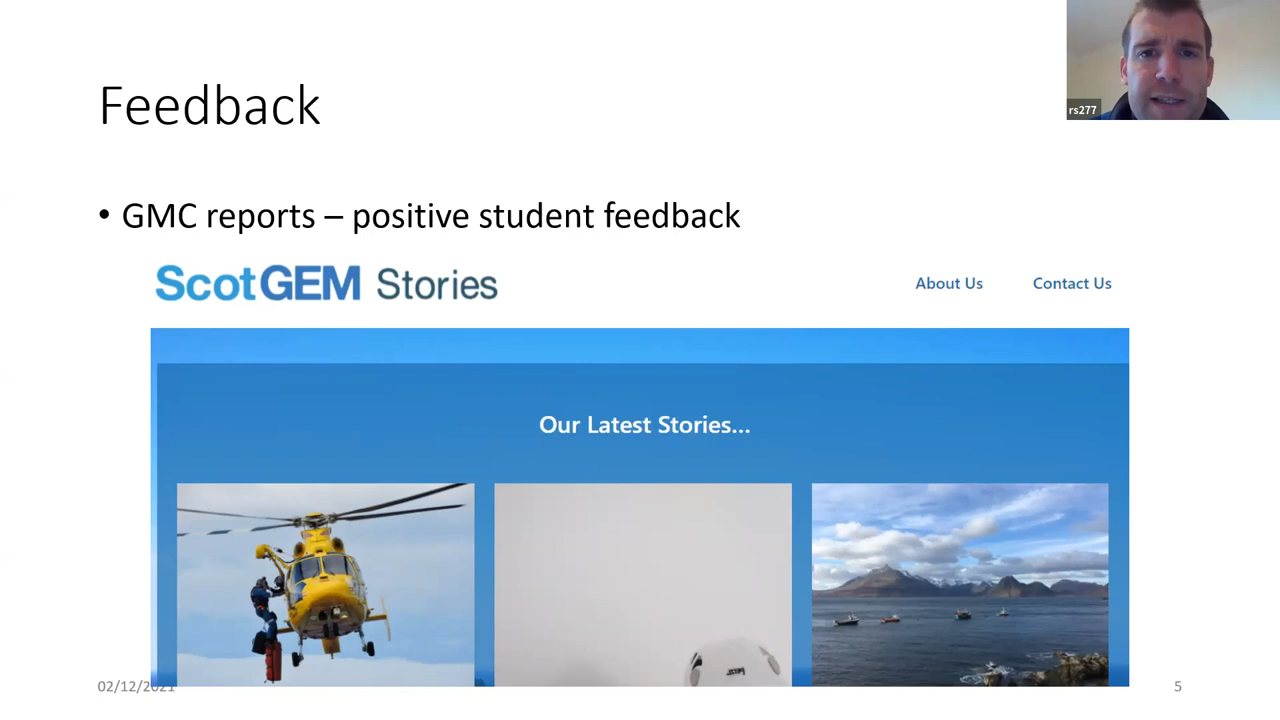 Feedback
rs277
• GMC reports – positive student feedback
ScotGEM Stories
About Us
Contact Us
Our Latest Stories...
02/12/2021
5